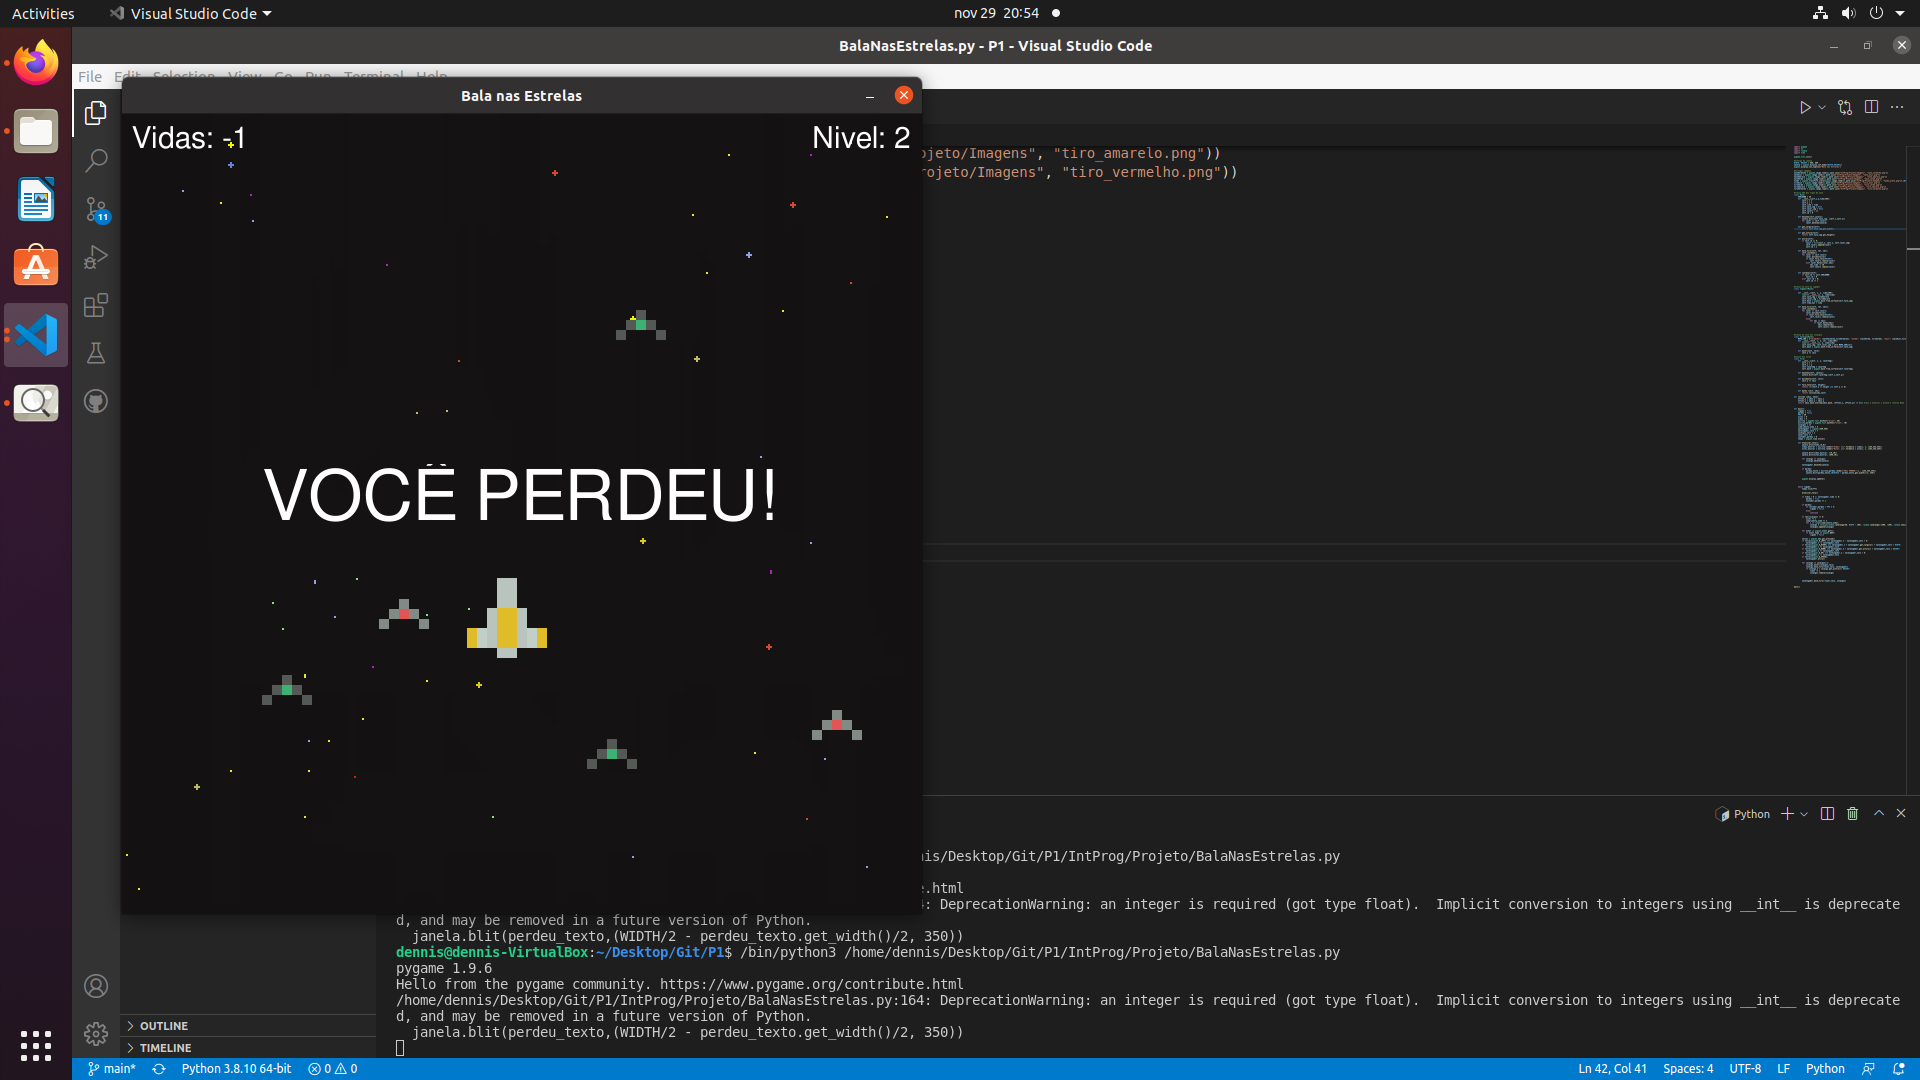 Activities
Visual Studio Code
nov 29 20:54
BalaNasEstrelas.py - P1 - Visual Studio Code
File Edit Selection View Go Run Terminal Help
Bala nas Estrelas
Vidas: -1
Nivel: 2
ojeto/Imagens", "tiro_amarelo.png"))
rojeto/Imagens", "tiro_vermelho.png"))
11
VOCÊ PERDEU!
Python
nis/Desktop/Git/P1/IntProg/Projeto/BalaNasEstrelas.py
.html
4: DeprecationWarning: an integer is required (got type float).  Implicit conversion to integers using __int__ is deprecate
d, and may be removed in a future version of Python.
janela.blit(perdeu_texto,(WIDTH/2 - perdeu_texto.get_width()/2, 350))
dennis@dennis-VirtualBox:~/Desktop/Git/P1$ /bin/python3 /home/dennis/Desktop/Git/P1/IntProg/Projeto/BalaNasEstrelas.py
pygame 1.9.6
Hello from the pygame community. https://www.pygame.org/contribute.html
/home/dennis/Desktop/Git/P1/IntProg/Projeto/BalaNasEstrelas.py:164: DeprecationWarning: an integer is required (got type float).  Implicit conversion to integers using __int__ is deprecate
d, and may be removed in a future version of Python.
janela.blit(perdeu_texto,(WIDTH/2 - perdeu_texto.get_width()/2, 350))
OUTLINE
TIMELINE
main*
Python 3.8.10 64-bit
0 0
Ln 42, Col 41
Spaces: 4
UTF-8
LF
Python